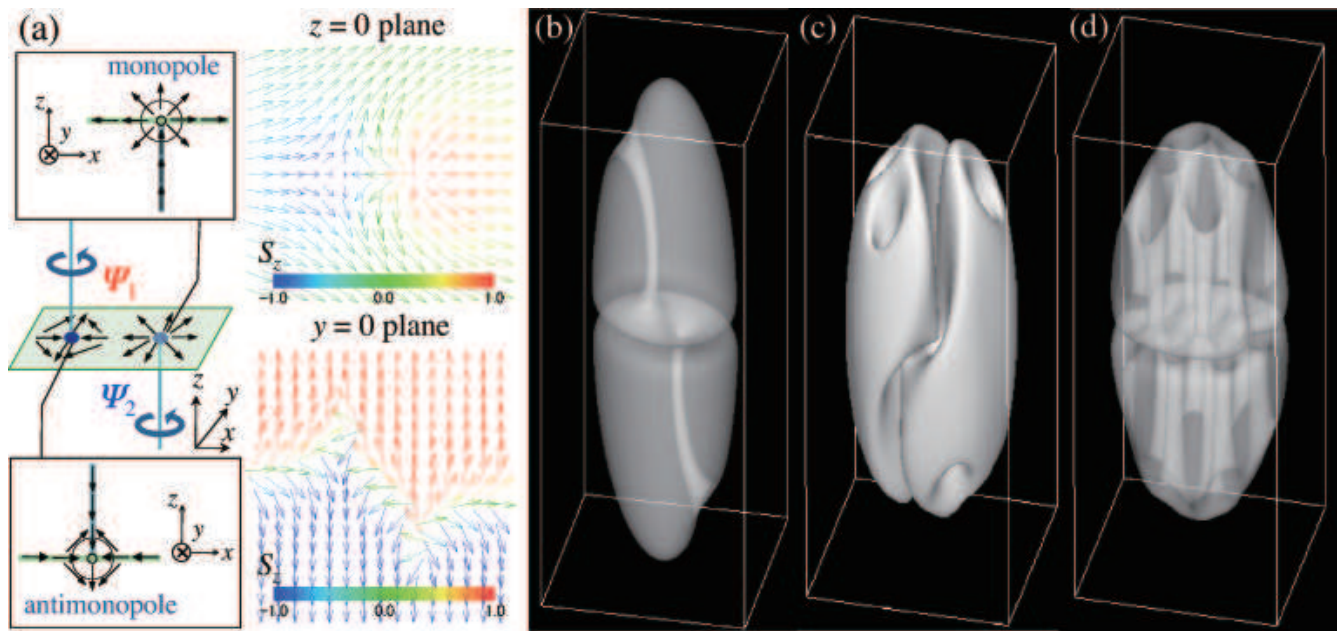 (a)
z = 0 plane
monopole
z
y
x
S_z
-1.0
0.0
1.0
Ψ₁
y = 0 plane
Ψ₂
z
y
x
z
y
x
S_z
-1.0
0.0
1.0
antimonopole
(b)
(c)
(d)